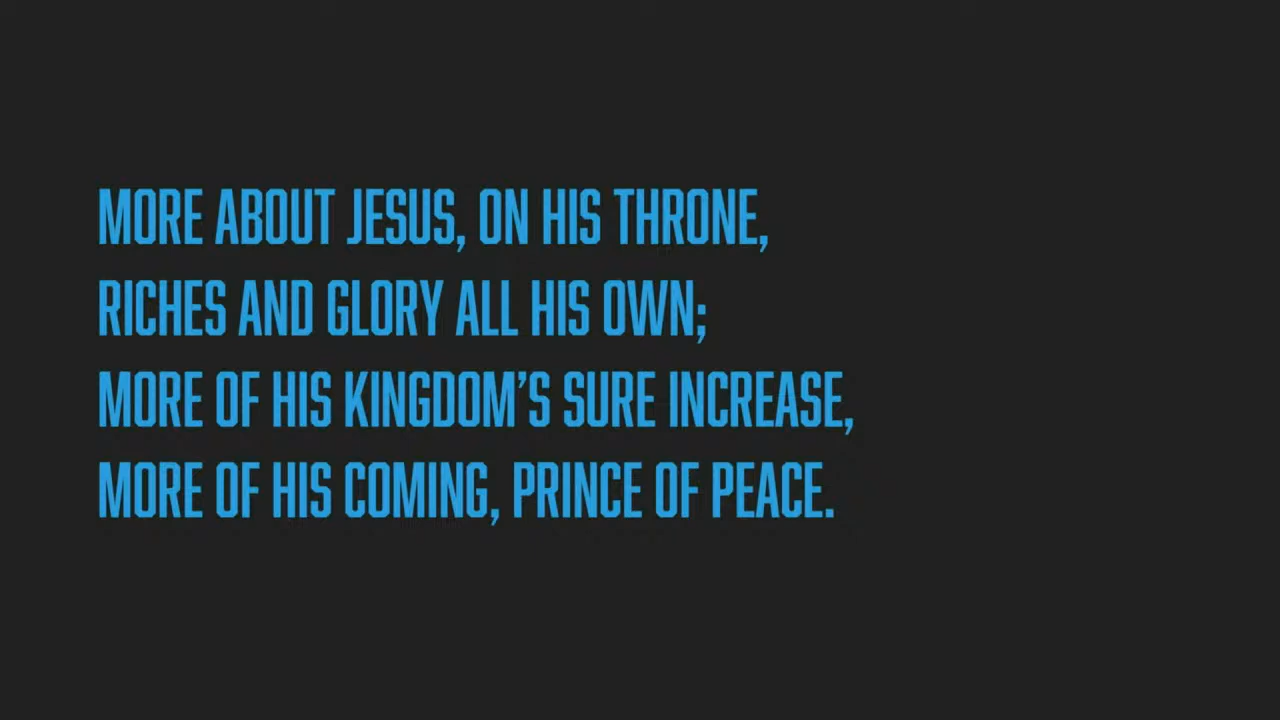 MORE ABOUT JESUS, ON HIS THRONE,
RICHES AND GLORY ALL HIS OWN;
MORE OF HIS KINGDOM’S SURE INCREASE,
MORE OF HIS COMING, PRINCE OF PEACE.